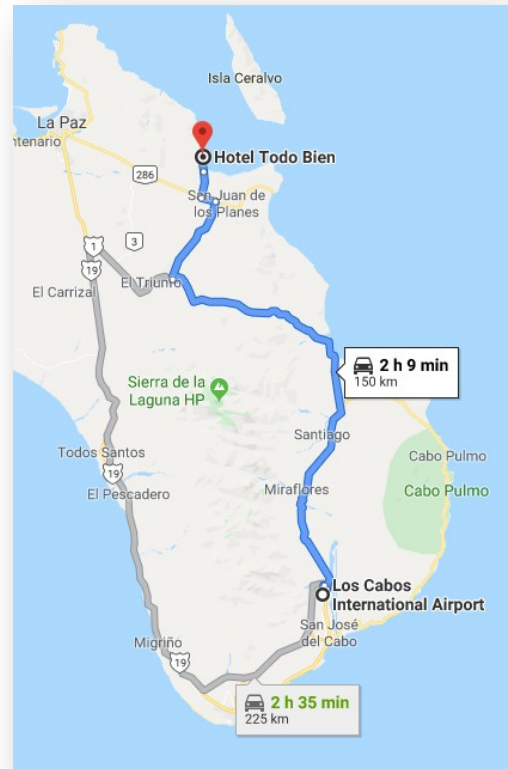 Isla Ceralvo
La Paz
ntenario
Hotel Todo Bien
286
San Juan de
los Planes
1
3
19
El Triunfo
El Carrizal
2 h 9 min
150 km
Sierra de la
Laguna HP
Santiago
Cabo Pulmo
Todos Santos
19
Miraflores
Cabo Pulmo
El Pescadero
Los Cabos
International Airport
San José
del Cabo
Migriño
19
2 h 35 min
225 km